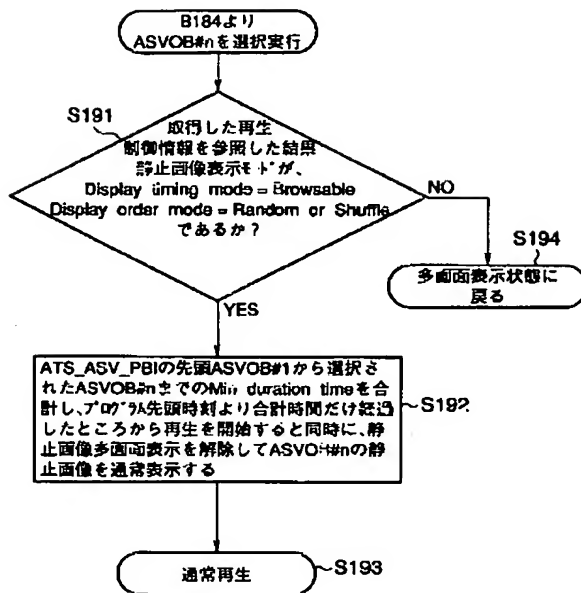 B184より
ASVOB#nを選択実行
S191
取得した再生
制御情報を参照した結果
静止画像表示モードが、
Display timing mode = Browsable
Display order mode = Random or Shuffle
であるか？
NO
S194
多画面表示状態に
戻る
YES
ATS_ASV_PBIの先頭ASVOB#1から選択さ
れたASVOB#nまでのMin duration timeを合
計し、プログラム先頭時刻より合計時間だけ経過
したところから再生を開始すると同時に、静
止画像多画面表示を解除してASVOB#nの静
止画像を通常表示する
S192
通常再生
S193